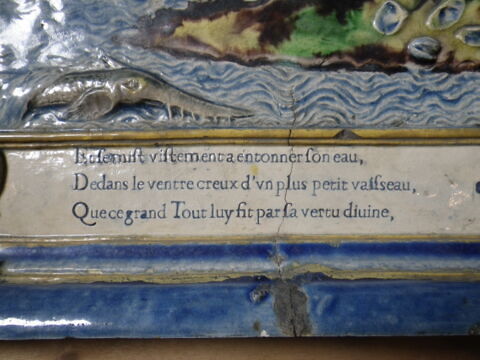 Et se mist vistement a entonner son eau,
Dedans le ventre creux d'vn plus petit vaisseau,
Que ce grand Tout luy fit par sa vertu diuine,